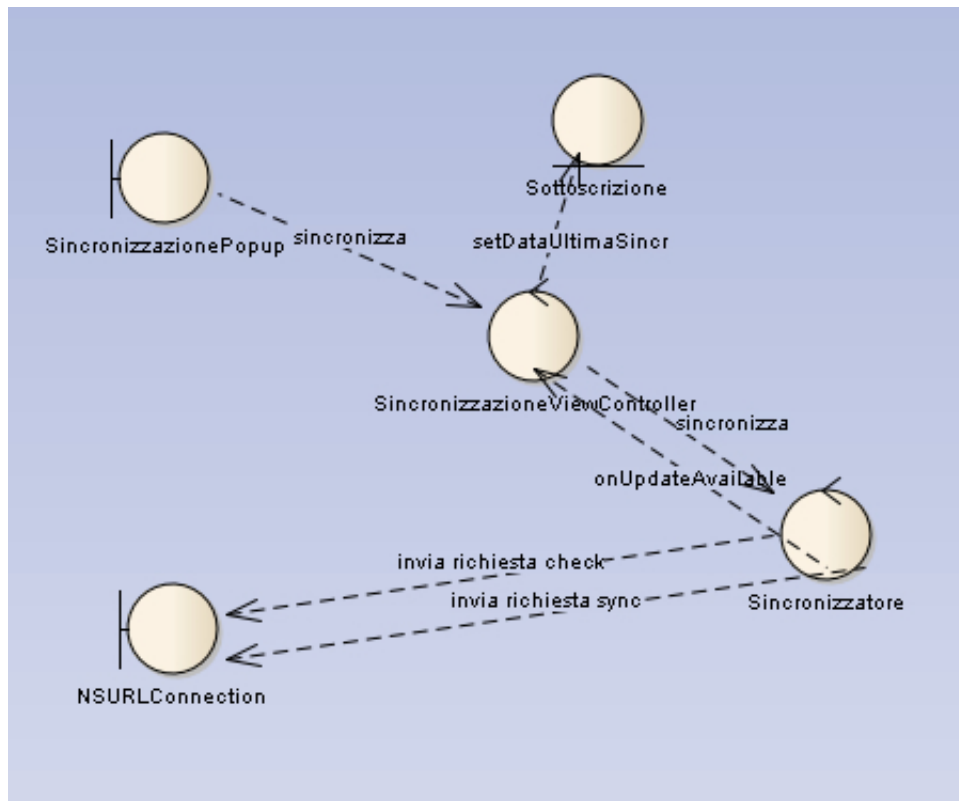 Sottoscrizione
SincronizzazionePopup
sincronizza
setDataUltimaSincr
SincronizzazioneViewController
sincronizza
onUpdateAvailable
invia richiesta check
invia richiesta sync
Sincronizzatore
NSURLConnection